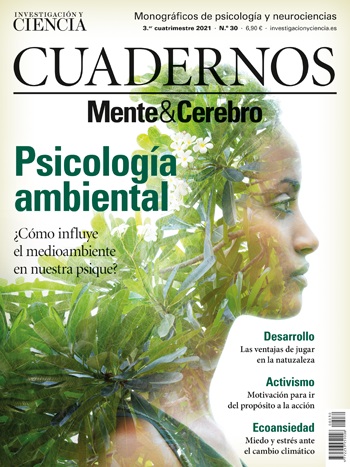 INVESTIGACIÓN Y
CIENCIA
Monográficos de psicología y neurociencias
3.er cuatrimestre 2021 · N.º 30 · 6,90 € · investigacionyciencia.es
CUADERNOS
Mente&Cerebro
Psicología
ambiental
¿Cómo influye
el medioambiente
en nuestra psique?
Desarrollo
Las ventajas de jugar
en la naturaleza
Activismo
Motivación para ir
del propósito a la acción
Ecoansiedad
Miedo y estrés ante
el cambio climático